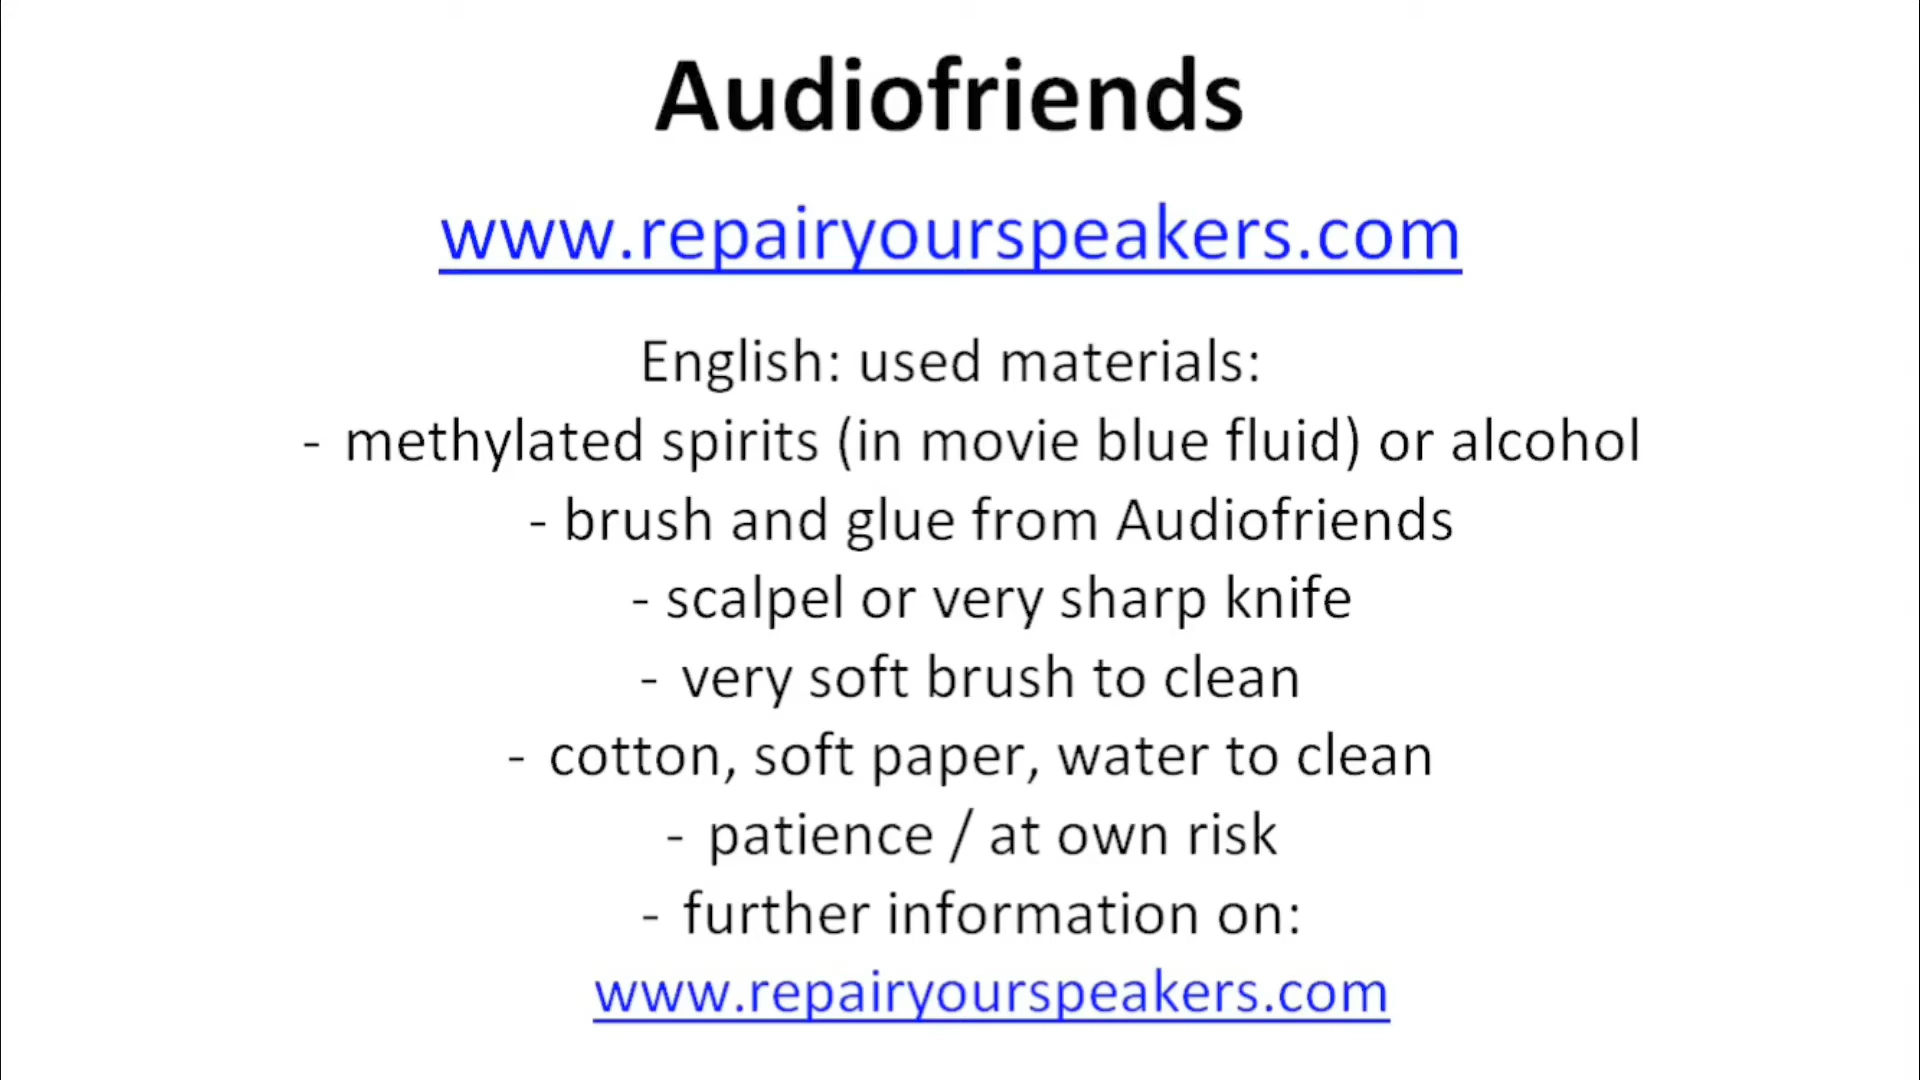 Audiofriends
www.repairyourspeakers.com
English: used materials:
- methylated spirits (in movie blue fluid) or alcohol
- brush and glue from Audiofriends
- scalpel or very sharp knife
- very soft brush to clean
- cotton, soft paper, water to clean
- patience / at own risk
- further information on:
www.repairyourspeakers.com